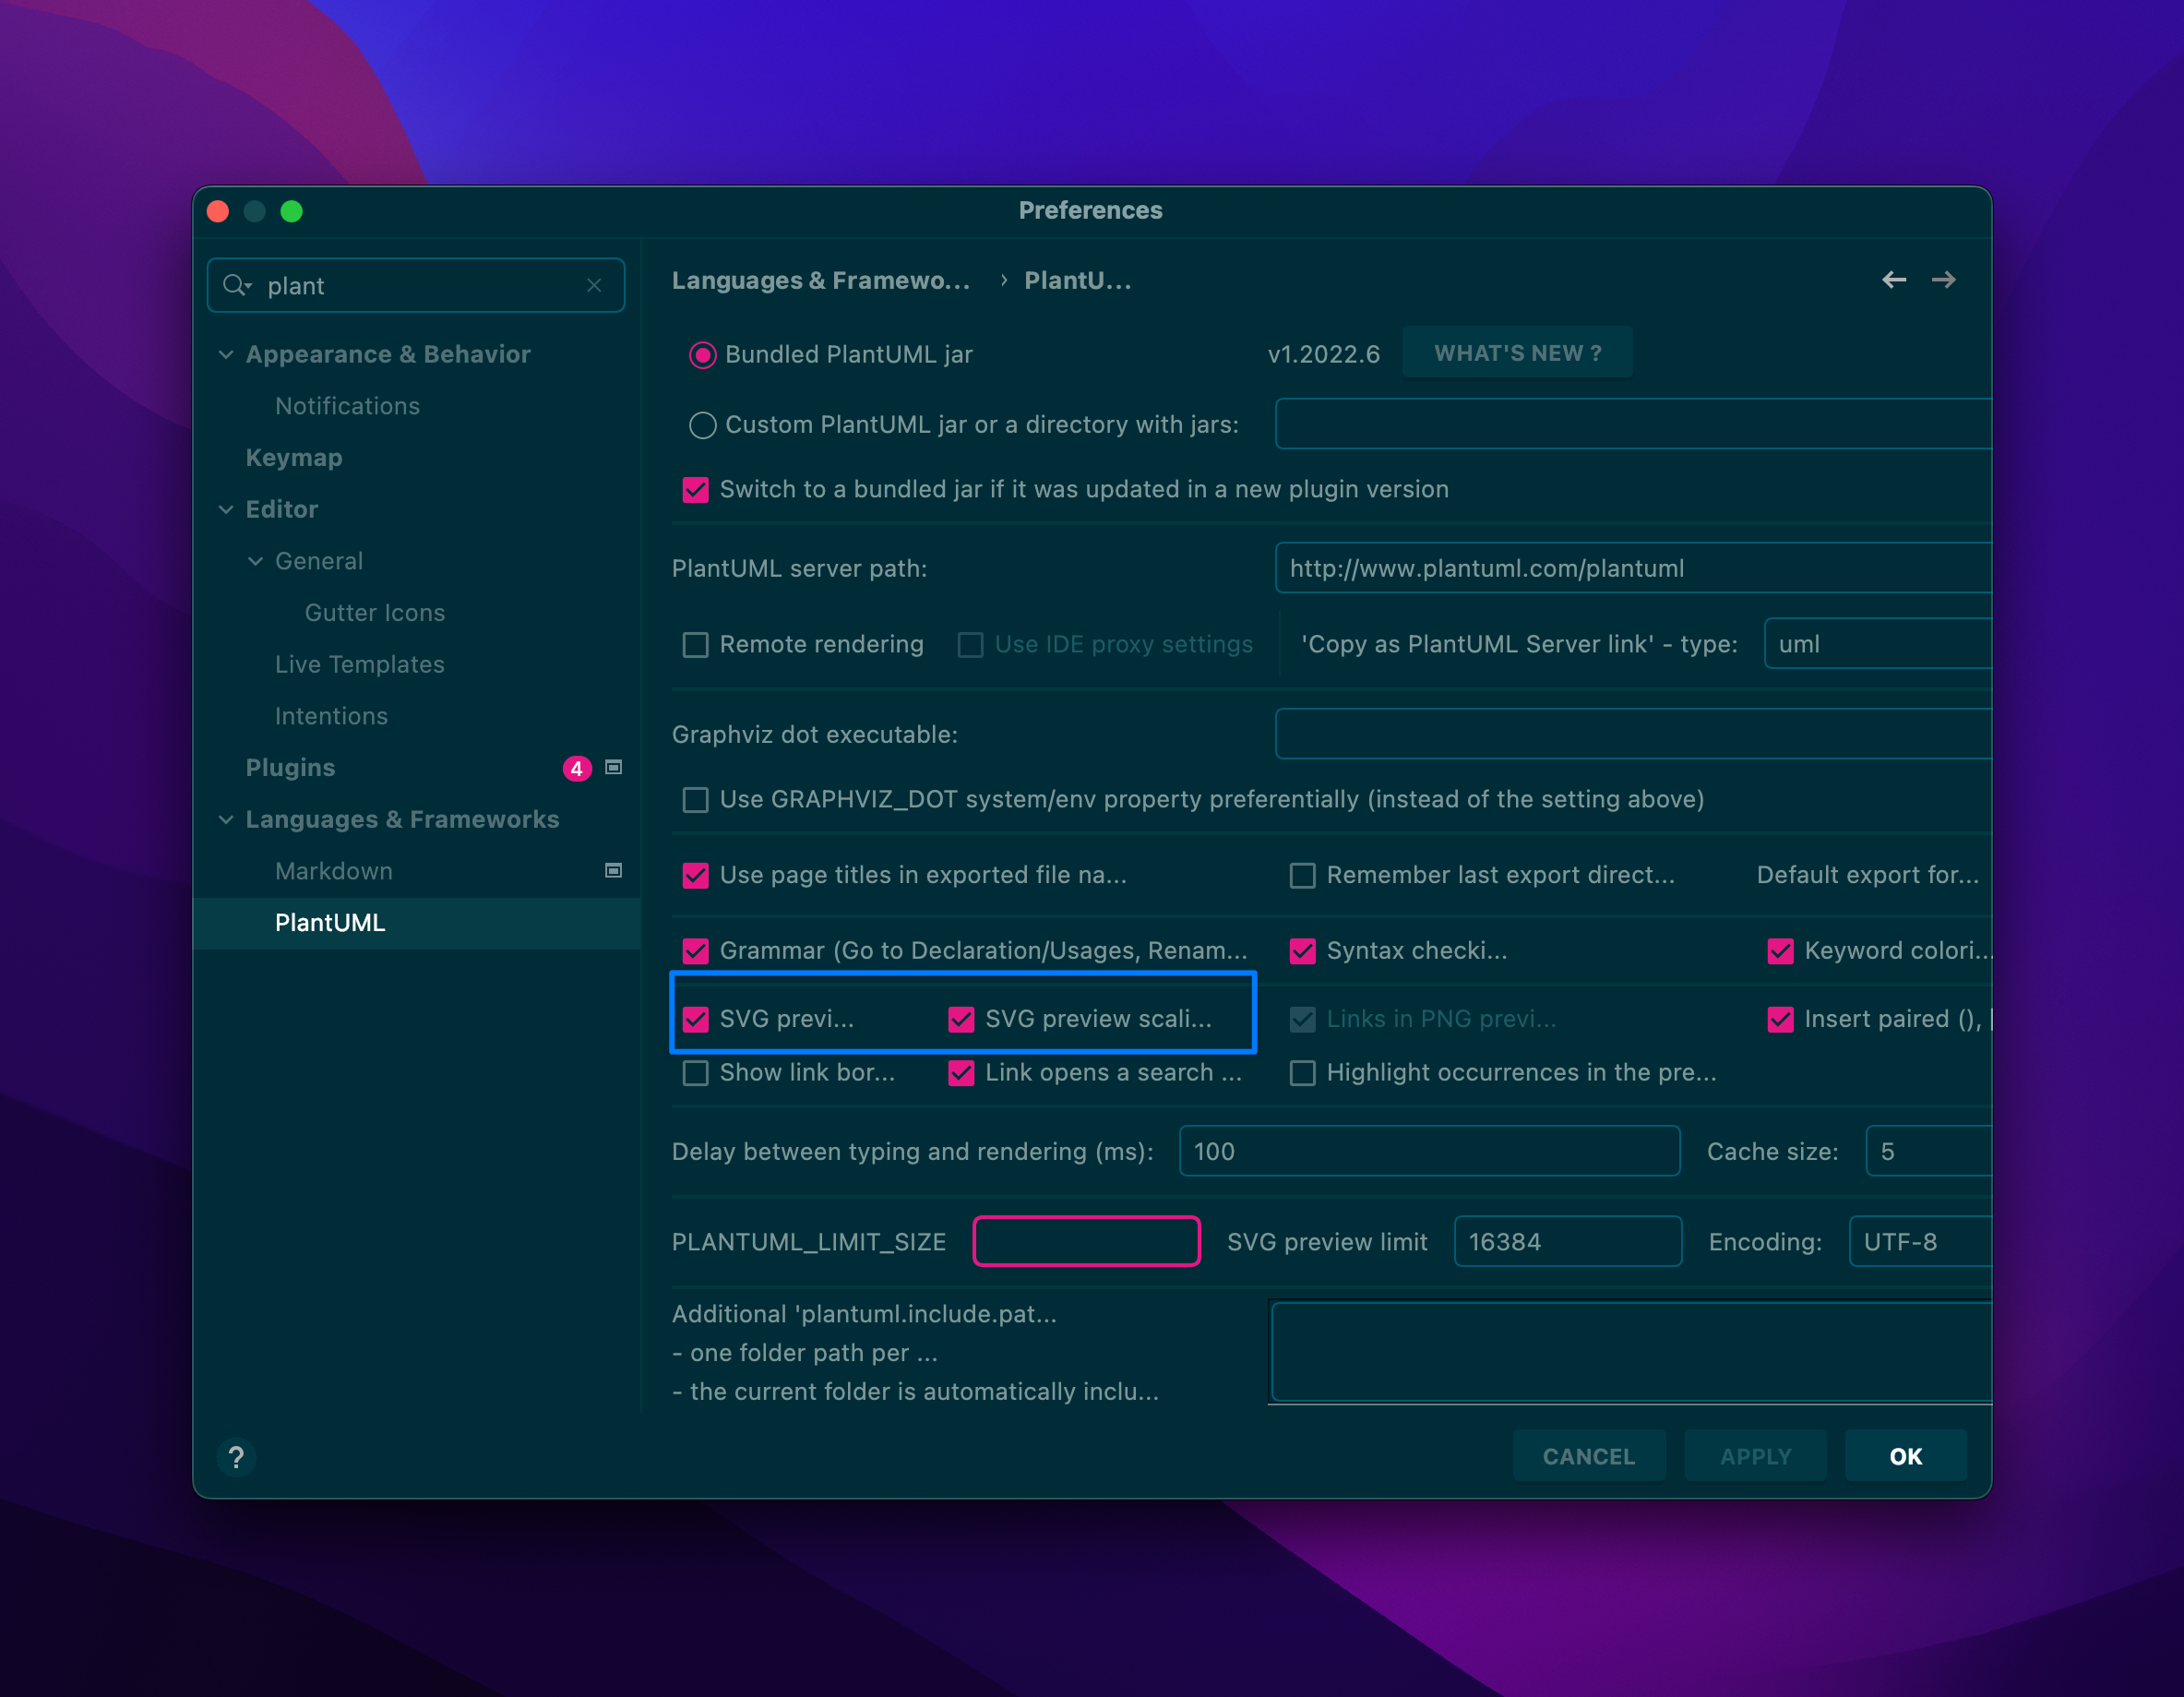 Preferences
plant
Appearance & Behavior
Notifications
Keymap
Editor
General
Gutter Icons
Live Templates
Intentions
Plugins 4
Languages & Frameworks
Markdown
PlantUML
Languages & Framewo... › PlantU...
Bundled PlantUML jar v1.2022.6 WHAT'S NEW ?
Custom PlantUML jar or a directory with jars:
Switch to a bundled jar if it was updated in a new plugin version
PlantUML server path: http://www.plantuml.com/plantuml
Remote rendering Use IDE proxy settings 'Copy as PlantUML Server link' - type: uml
Graphviz dot executable:
Use GRAPHVIZ_DOT system/env property preferentially (instead of the setting above)
Use page titles in exported file na... Remember last export direct... Default export for...
Grammar (Go to Declaration/Usages, Renam... Syntax checki... Keyword colori...
SVG previ... SVG preview scali... Links in PNG previ... Insert paired (),
Show link bor... Link opens a search ... Highlight occurrences in the pre...
Delay between typing and rendering (ms): 100 Cache size: 5
PLANTUML_LIMIT_SIZE SVG preview limit 16384 Encoding: UTF-8
Additional 'plantuml.include.pat...
- one folder path per ...
- the current folder is automatically inclu...
? CANCEL APPLY OK